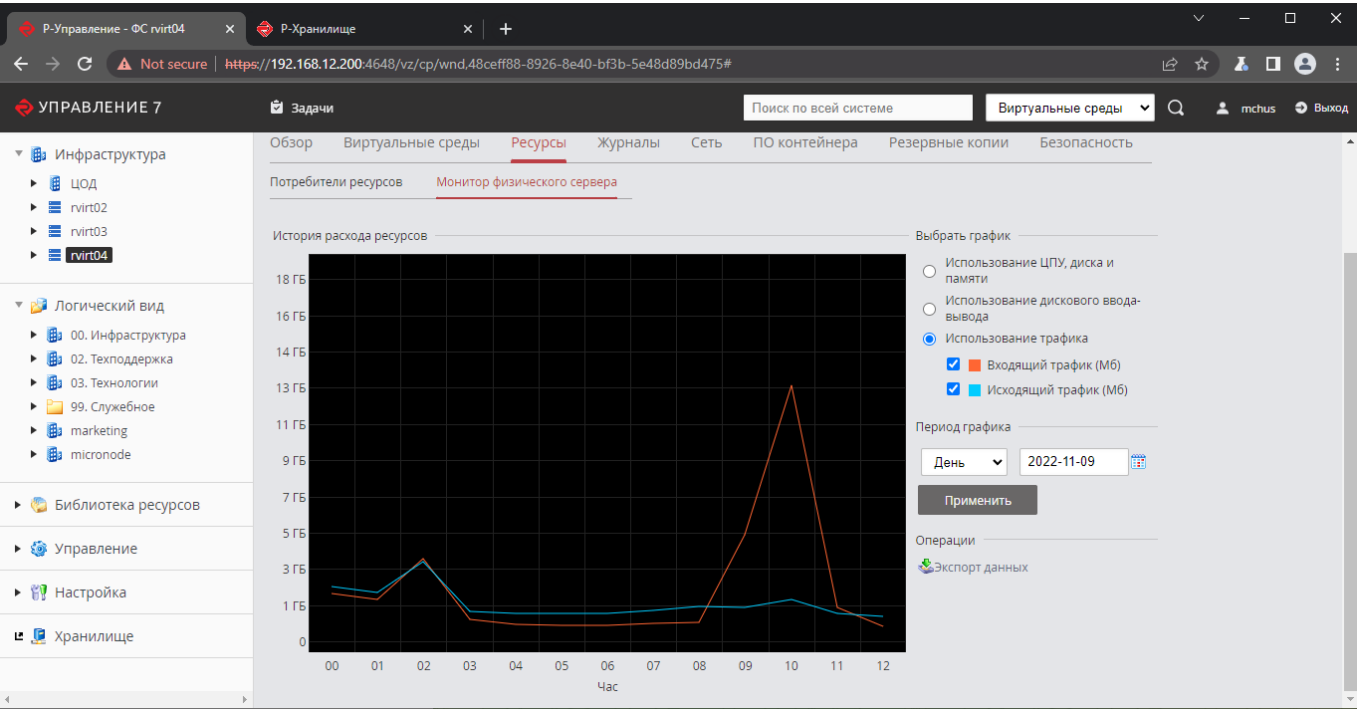 Р-Управление - ФС rvirt04
Р-Хранилище
Not secure https://192.168.12.200:4648/vz/cp/wnd,48ceff88-8926-8e40-bf3b-5e48d89bd475#
УПРАВЛЕНИЕ 7
Задачи
Поиск по всей системе
Виртуальные среды
mchus
Выход
Инфраструктура
ЦОД
rvirt02
rvirt03
rvirt04
Логический вид
00. Инфраструктура
02. Техподдержка
03. Технологии
99. Служебное
marketing
micronode
Библиотека ресурсов
Управление
Настройка
Хранилище
Обзор Виртуальные среды Ресурсы Журналы Сеть ПО контейнера Резервные копии Безопасность
Потребители ресурсов Монитор физического сервера
История расхода ресурсов
18 ГБ
16 ГБ
14 ГБ
13 ГБ
11 ГБ
9 ГБ
7 ГБ
5 ГБ
3 ГБ
1 ГБ
0
00 01 02 03 04 05 06 07 08 09 10 11 12
Час
Выбрать график
Использование ЦПУ, диска и
памяти
Использование дискового ввода-
вывода
Использование трафика
Входящий трафик (Мб)
Исходящий трафик (Мб)
Период графика
День 2022-11-09
Применить
Операции
Экспорт данных